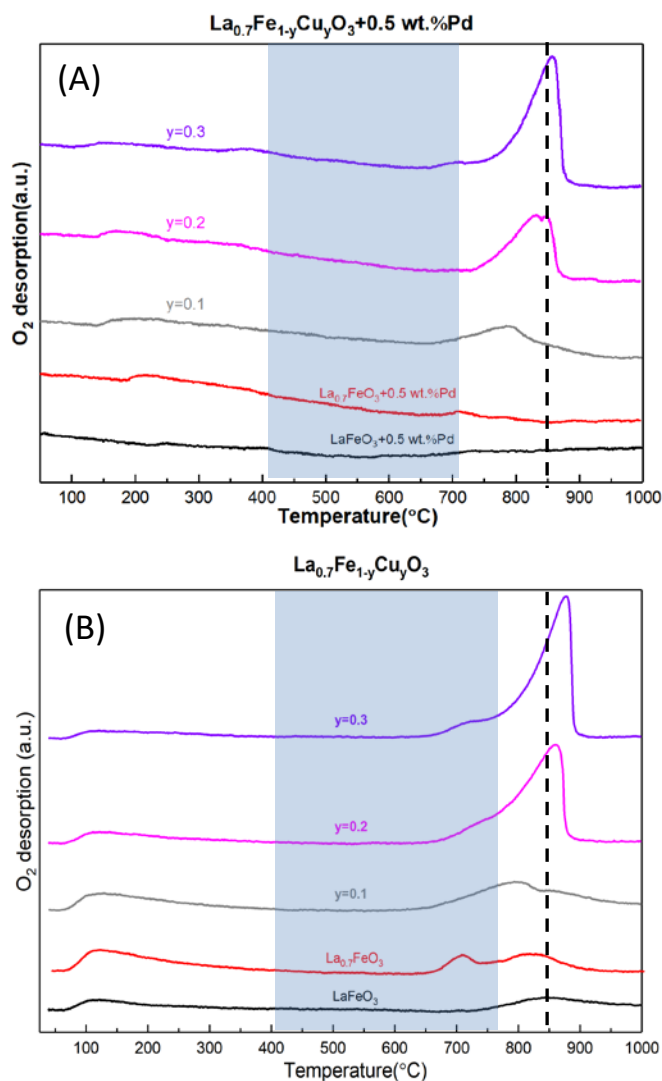 La₀.₇Fe₁₋yCuyO₃+0.5 wt.%Pd
(A)
O₂ desorption(a.u.)
y=0.3
y=0.2
y=0.1
La₀.₇FeO₃+0.5 wt.%Pd
LaFeO₃+0.5 wt.%Pd
100 200 300 400 500 600 700 800 900 1000
Temperature(°C)
La₀.₇Fe₁₋yCuyO₃
(B)
O₂ desorption (a.u.)
y=0.3
y=0.2
y=0.1
La₀.₇FeO₃
LaFeO₃
100 200 300 400 500 600 700 800 900 1000
Temperature(°C)